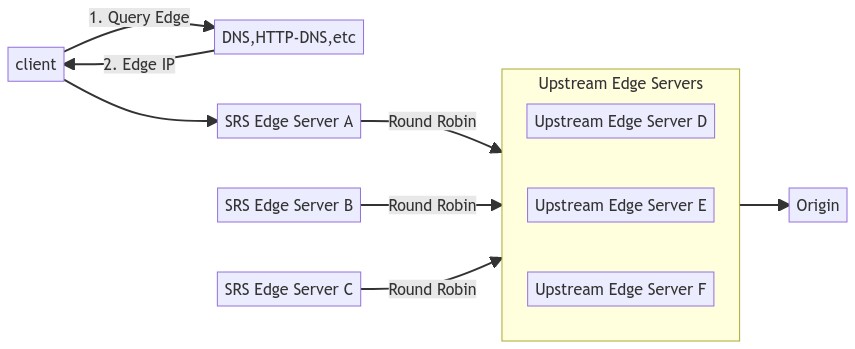 1. Query Edge
DNS,HTTP-DNS,etc
client
2. Edge IP
Upstream Edge Servers
SRS Edge Server A
Round Robin
Upstream Edge Server D
SRS Edge Server B
Round Robin
Upstream Edge Server E
Origin
SRS Edge Server C
Round Robin
Upstream Edge Server F